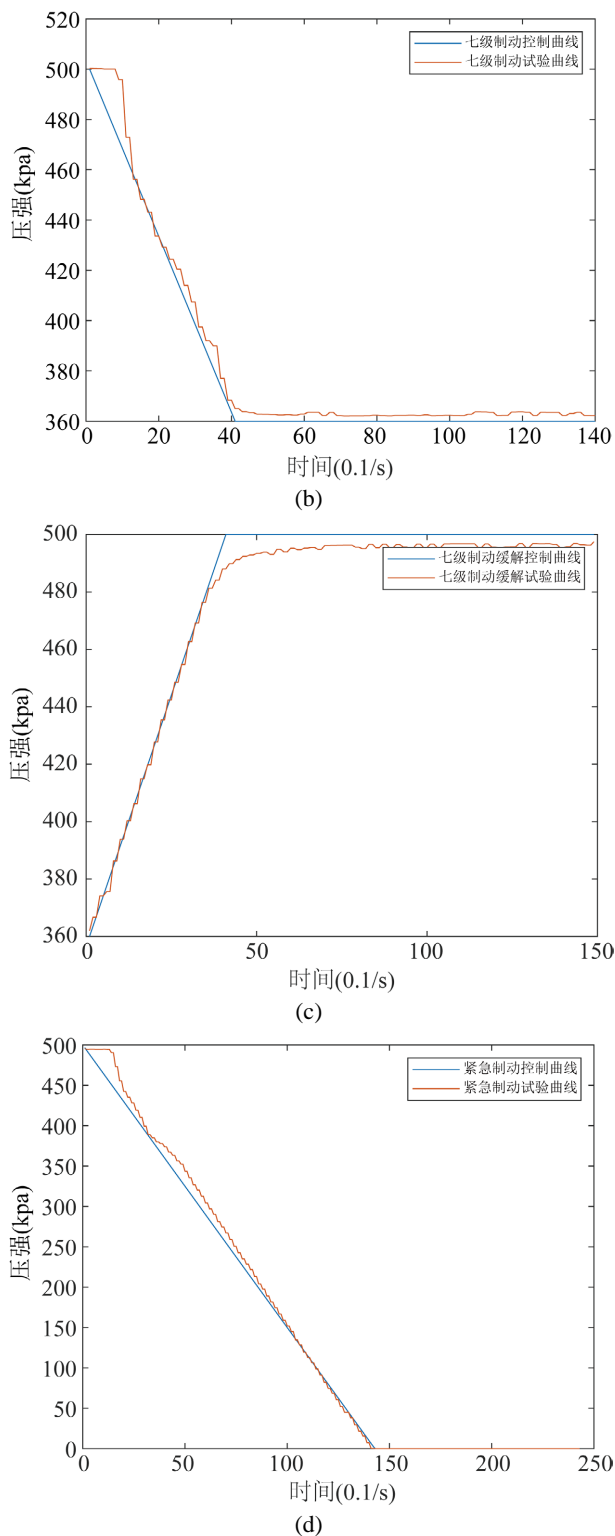 520
500
480
460
440
420
400
380
360
压强(kpa)
七级制动控制曲线
七级制动试验曲线
0 20 40 60 80 100 120 140
时间(0.1/s)
(b)
500
480
460
440
420
400
380
360
压强(kpa)
七级制动缓解控制曲线
七级制动缓解试验曲线
0 50 100 150
时间(0.1/s)
(c)
500
450
400
350
300
250
200
150
100
50
0
压强(kpa)
紧急制动控制曲线
紧急制动试验曲线
0 50 100 150 200 250
时间(0.1/s)
(d)